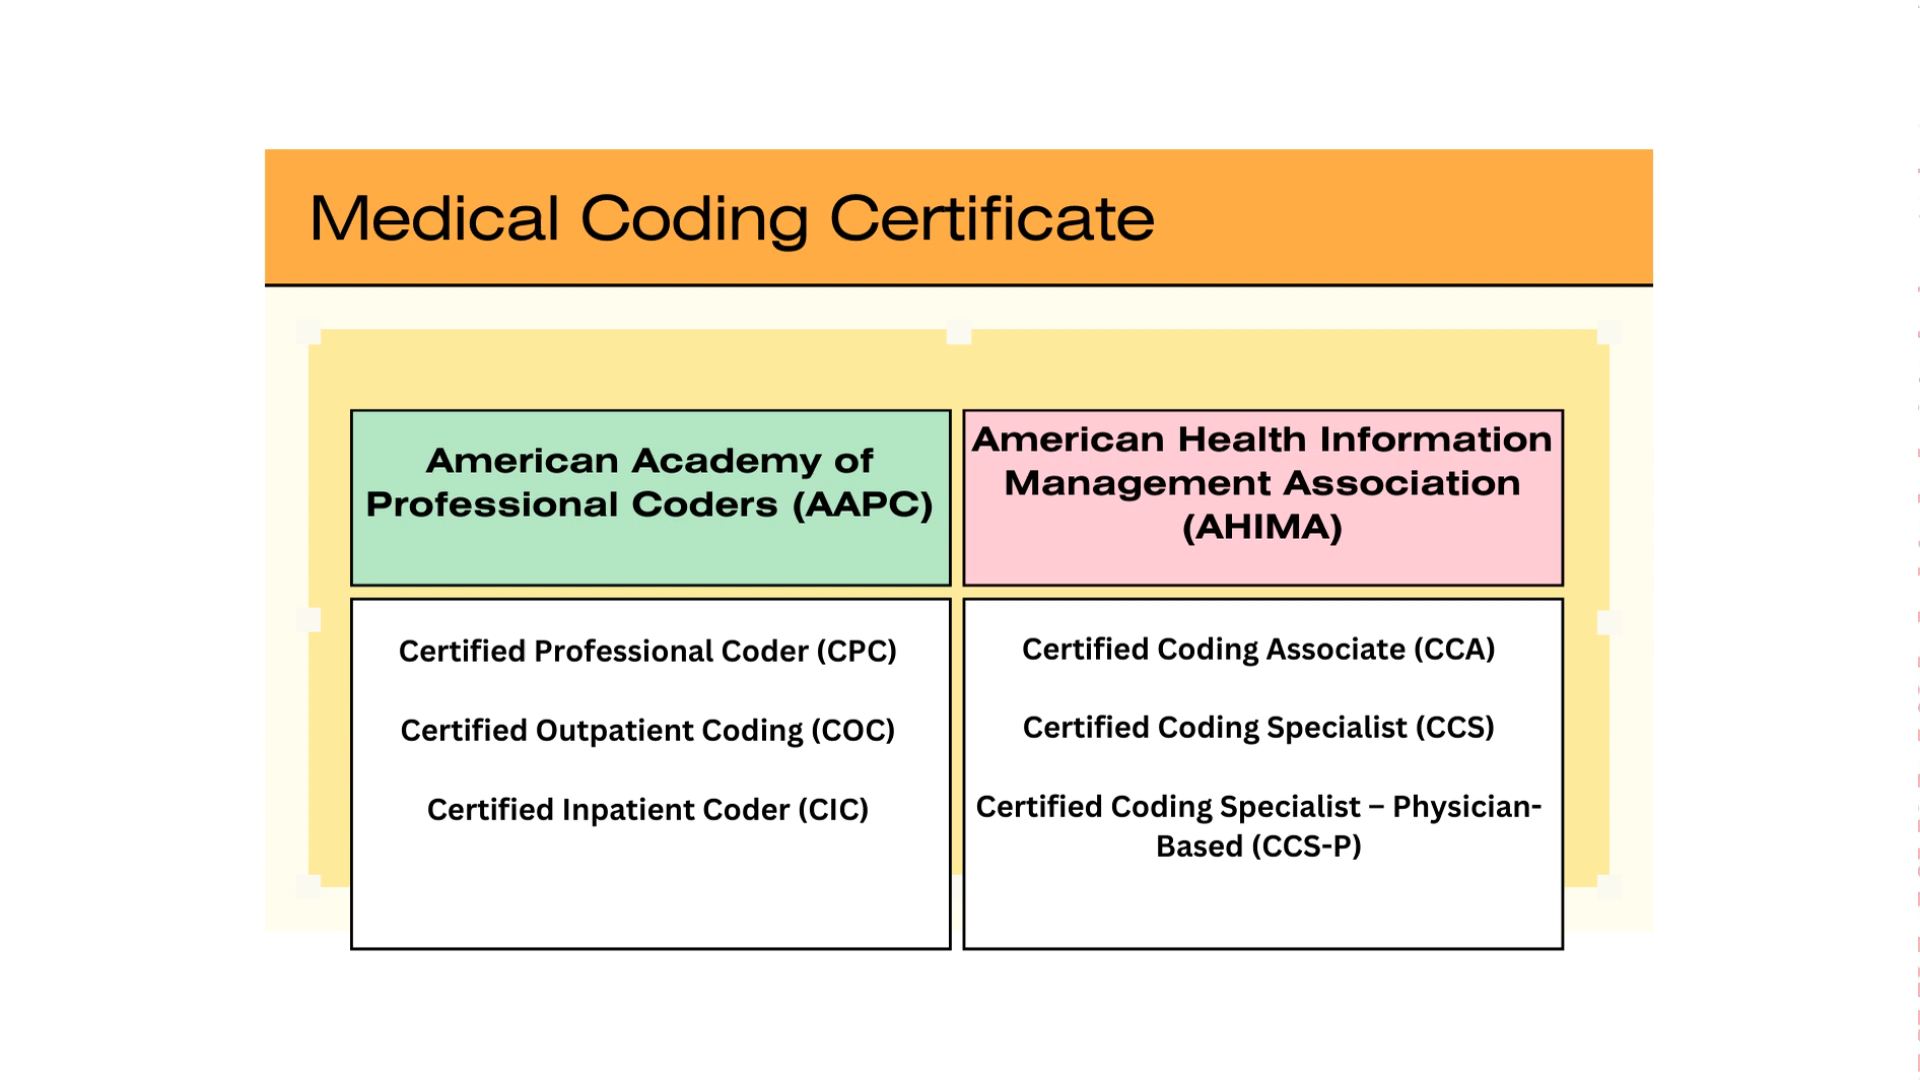 Medical Coding Certificate
American Academy of
Professional Coders (AAPC)
American Health Information
Management Association
(AHIMA)
Certified Professional Coder (CPC)
Certified Outpatient Coding (COC)
Certified Inpatient Coder (CIC)
Certified Coding Associate (CCA)
Certified Coding Specialist (CCS)
Certified Coding Specialist – Physician-
Based (CCS-P)